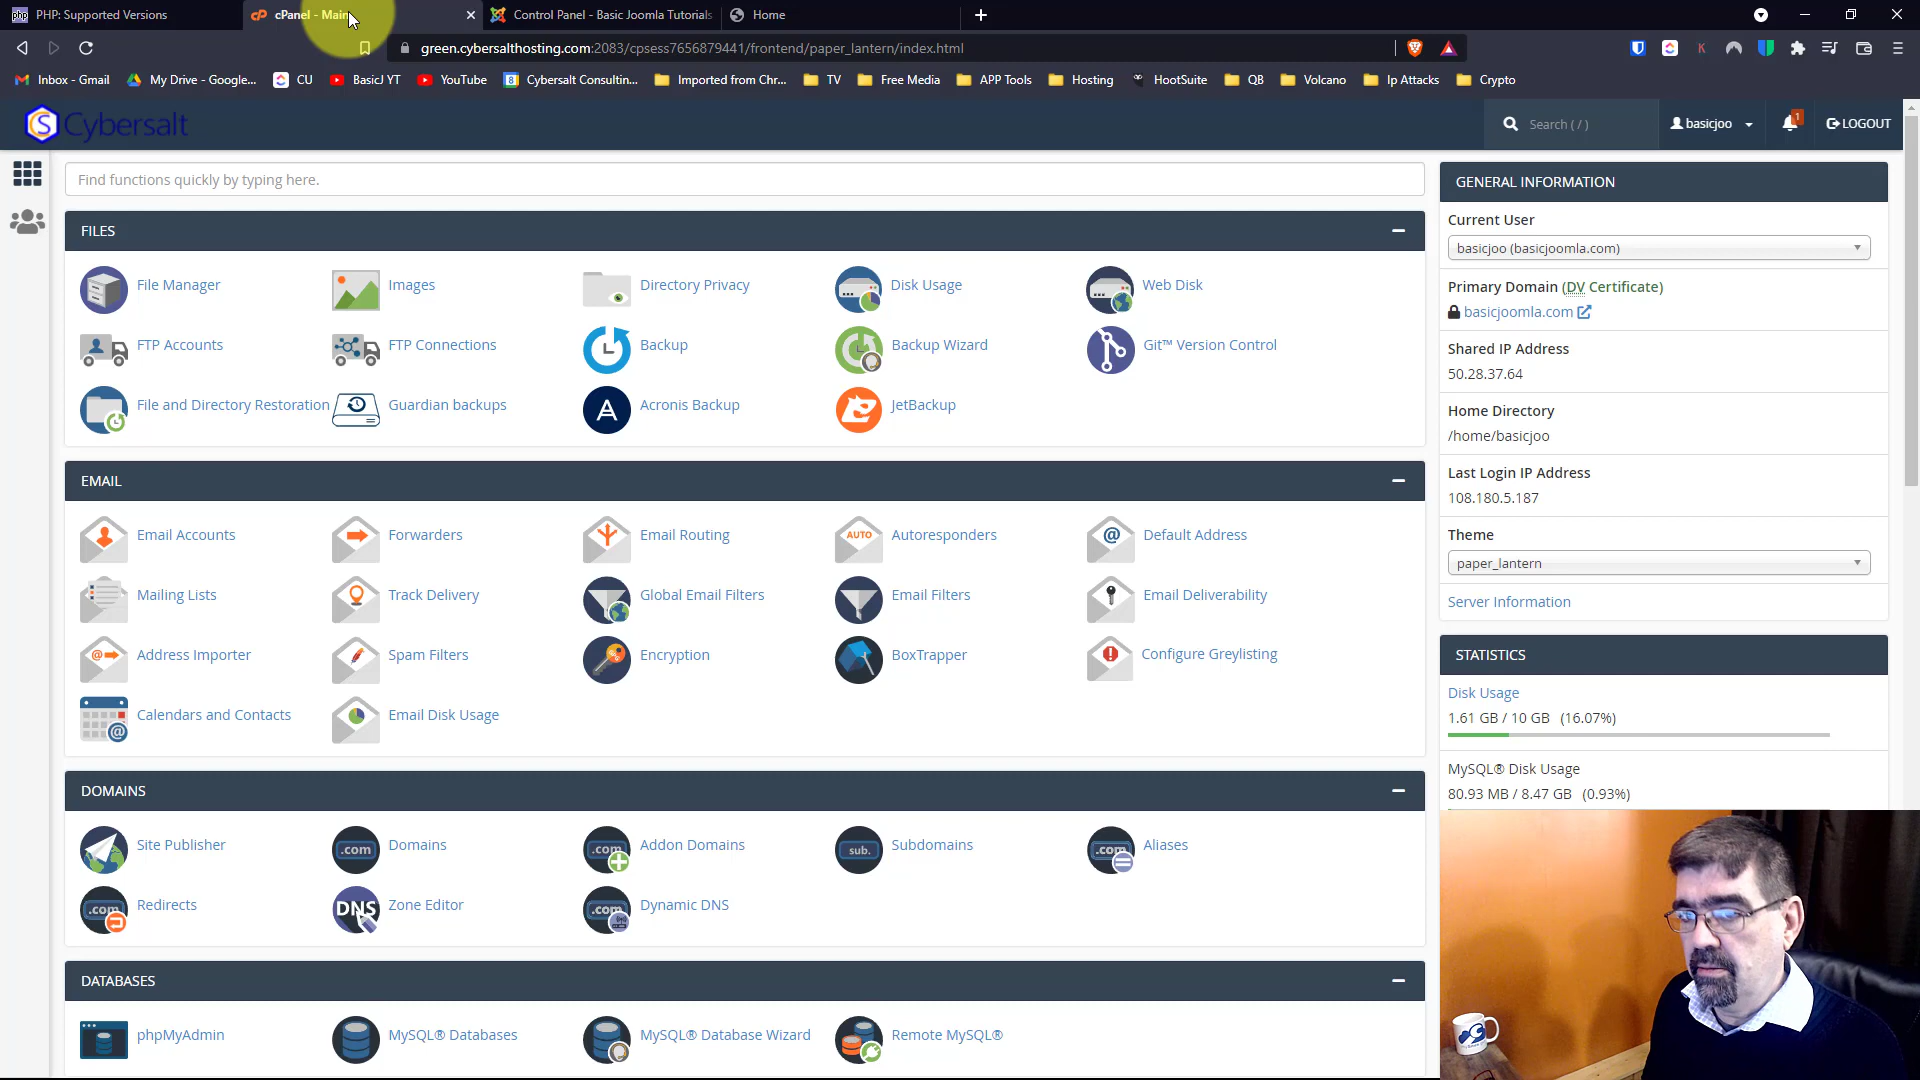 PHP: Supported Versions
cPanel - Main
Control Panel - Basic Joomla Tutorials
Home
green.cybersalthosting.com:2083/cpsess7656879441/frontend/paper_lantern/index.html
Inbox - Gmail
My Drive - Google...
CU
BasicJ YT
YouTube
Cybersalt Consultin...
Imported from Chr...
TV
Free Media
APP Tools
Hosting
HootSuite
QB
Volcano
Ip Attacks
Crypto
Cybersalt
Search ( / )
basicjoo
1
LOGOUT
Find functions quickly by typing here.
FILES
File Manager
Images
Directory Privacy
Disk Usage
Web Disk
FTP Accounts
FTP Connections
Backup
Backup Wizard
Git™ Version Control
File and Directory Restoration
Guardian backups
Acronis Backup
JetBackup
EMAIL
Email Accounts
Forwarders
Email Routing
AUTO
Autoresponders
Default Address
Mailing Lists
Track Delivery
Global Email Filters
Email Filters
Email Deliverability
Address Importer
Spam Filters
Encryption
BoxTrapper
Configure Greylisting
Calendars and Contacts
Email Disk Usage
DOMAINS
Site Publisher
.com
Domains
.com
Addon Domains
sub.
Subdomains
.com
Aliases
.com
Redirects
DNS
Zone Editor
.com
Dynamic DNS
DATABASES
phpMyAdmin
MySQL® Databases
MySQL® Database Wizard
Remote MySQL®
GENERAL INFORMATION
Current User
basicjoo (basicjoomla.com)
Primary Domain (DV Certificate)
basicjoomla.com
Shared IP Address
50.28.37.64
Home Directory
/home/basicjoo
Last Login IP Address
108.180.5.187
Theme
paper_lantern
Server Information
STATISTICS
Disk Usage
1.61 GB / 10 GB (16.07%)
MySQL® Disk Usage
80.93 MB / 8.47 GB (0.93%)